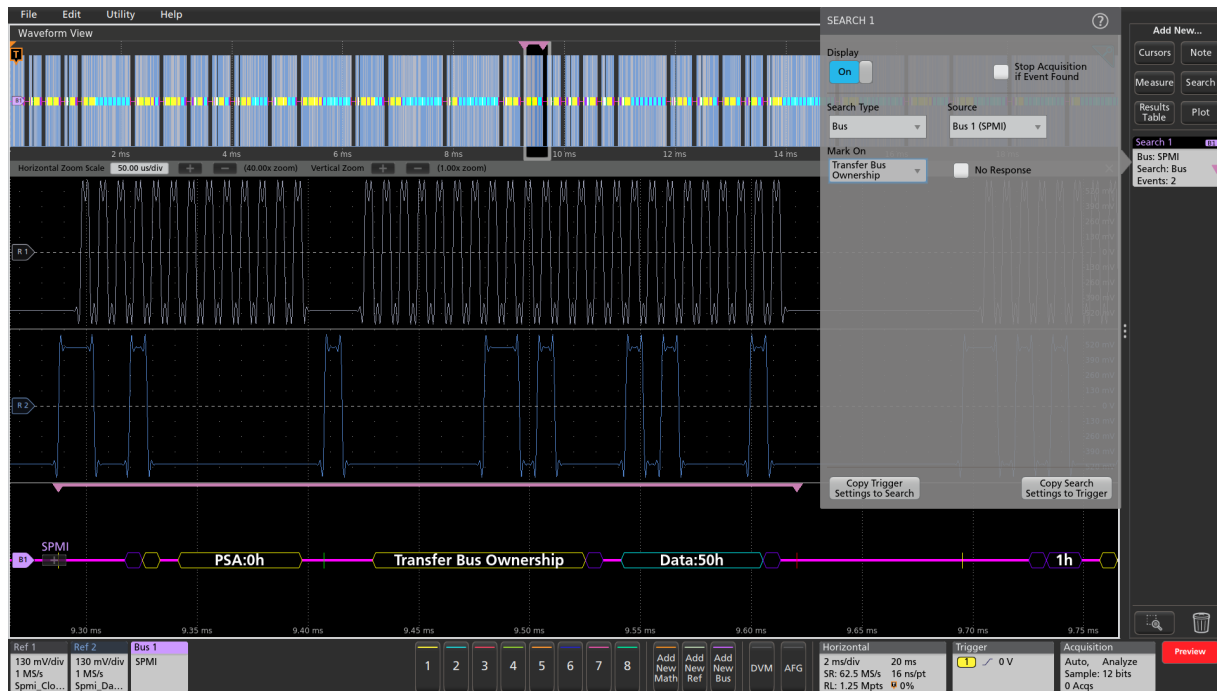 File Edit Utility Help
Waveform View
T
B1
2 ms 4 ms 6 ms 8 ms 10 ms 12 ms 14 ms
Horizontal Zoom Scale 50.00 us/div + − (40.00x zoom) Vertical Zoom + − (1.00x zoom)
R 1
R 2
SPMI
B1 +
PSA:0h
Transfer Bus Ownership
Data:50h
1h
9.30 ms 9.35 ms 9.40 ms 9.45 ms 9.50 ms 9.55 ms 9.60 ms 9.65 ms 9.70 ms 9.75 ms
SEARCH 1 ?
Display
On
Stop Acquisition
if Event Found
Search Type Source
Bus Bus 1 (SPMI)
Mark On
Transfer Bus
Ownership
No Response
Copy Trigger
Settings to Search
Copy Search
Settings to Trigger
Add New...
Cursors Note
Measure Search
Results
Table
Plot
Search 1 B1
Bus: SPMI
Search: Bus
Events: 2
Ref 1
130 mV/div
1 MS/s
Spmi_Clo...
Ref 2
130 mV/div
1 MS/s
Spmi_Da...
Bus 1
SPMI
1 2 3 4 5 6 7 8
Add
New
Math
Add
New
Ref
Add
New
Bus
DVM
AFG
Horizontal
2 ms/div 20 ms
SR: 62.5 MS/s 16 ns/pt
RL: 1.25 Mpts 0%
Trigger
1 0 V
Acquisition
Auto, Analyze
Sample: 12 bits
0 Acqs
Preview